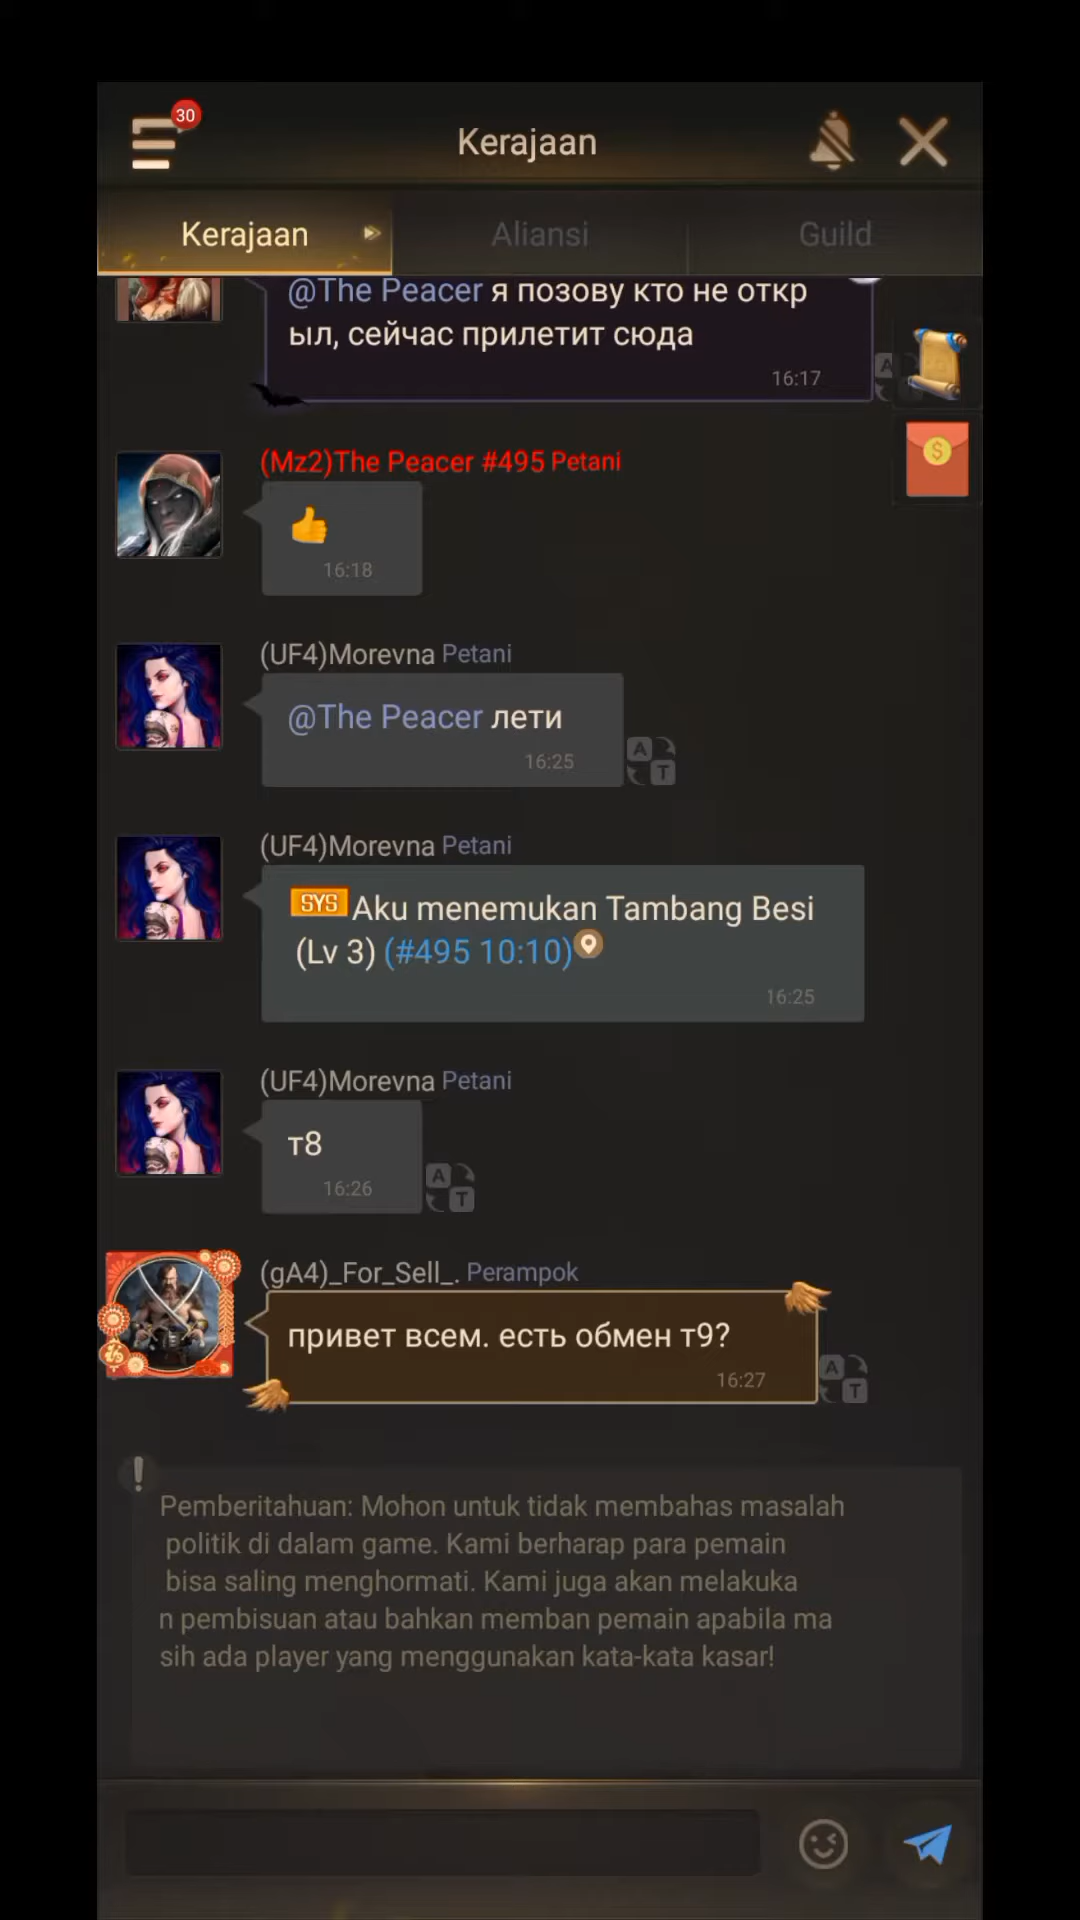 30
Kerajaan
Kerajaan
Aliansi
Guild
@The Peacer я позову кто не откр
ыл, сейчас прилетит сюда
16:17
A
(Mz2)The Peacer #495 Petani
👍
16:18
(UF4)Morevna Petani
@The Peacer лети
16:25
A T
(UF4)Morevna Petani
SYS Aku menemukan Tambang Besi
(Lv 3) (#495 10:10)
16:25
(UF4)Morevna Petani
т8
16:26
A T
(gA4)_For_Sell_. Perampok
привет всем. есть обмен т9?
16:27
A T
Pemberitahuan: Mohon untuk tidak membahas masalah
politik di dalam game. Kami berharap para pemain
bisa saling menghormati. Kami juga akan melakuka
n pembisuan atau bahkan memban pemain apabila ma
sih ada player yang menggunakan kata-kata kasar!